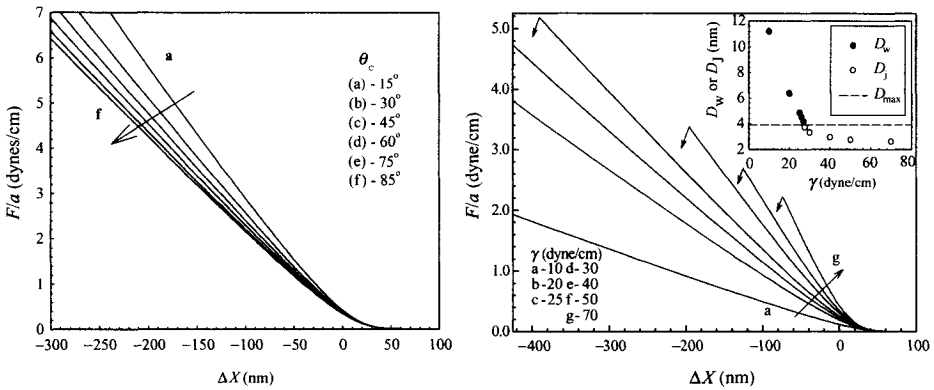 F/a (dynes/cm)
7
6
5
4
3
2
1
0
a
f
θc
(a) - 15°
(b) - 30°
(c) - 45°
(d) - 60°
(e) - 75°
(f) - 85°
−300 −250 −200 −150 −100 −50 0 50 100
ΔX (nm)
F/a (dyne/cm)
5.0
4.0
3.0
2.0
1.0
0.0
γ (dyne/cm)
a-10 d-30
b-20 e-40
c-25 f-50
g-70
a
g
−400 −300 −200 −100 0 100
ΔX (nm)
Dw or DJ (nm)
12
10
8
6
4
2
Dw
Dj
Dmax
0 20 40 60 80
γ (dyne/cm)